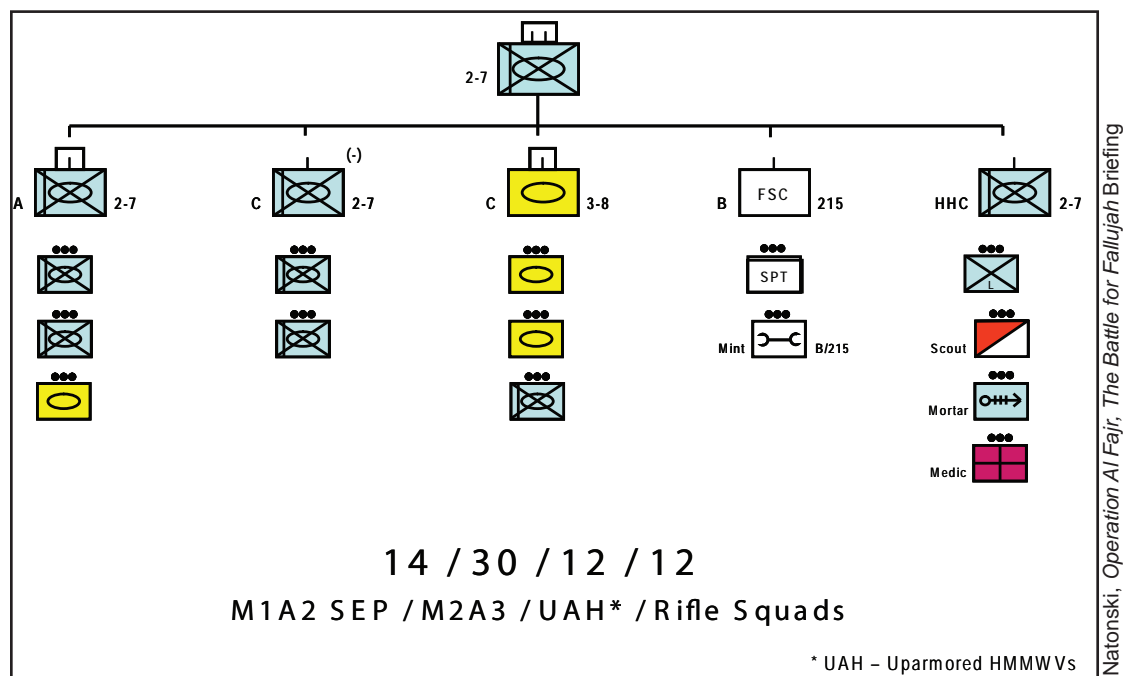 2-7
(-)
A 2-7
C 2-7
C 3-8
B FSC 215
HHC 2-7
SPT
L
Mint B/215
Scout
Mortar
Medic
14 / 30 / 12 / 12
M1A2 SEP / M2A3 / UAH* / Rifle Squads
* UAH – Uparmored HMMWVs
Natonski, Operation Al Fajr, The Battle for Fallujah Briefing